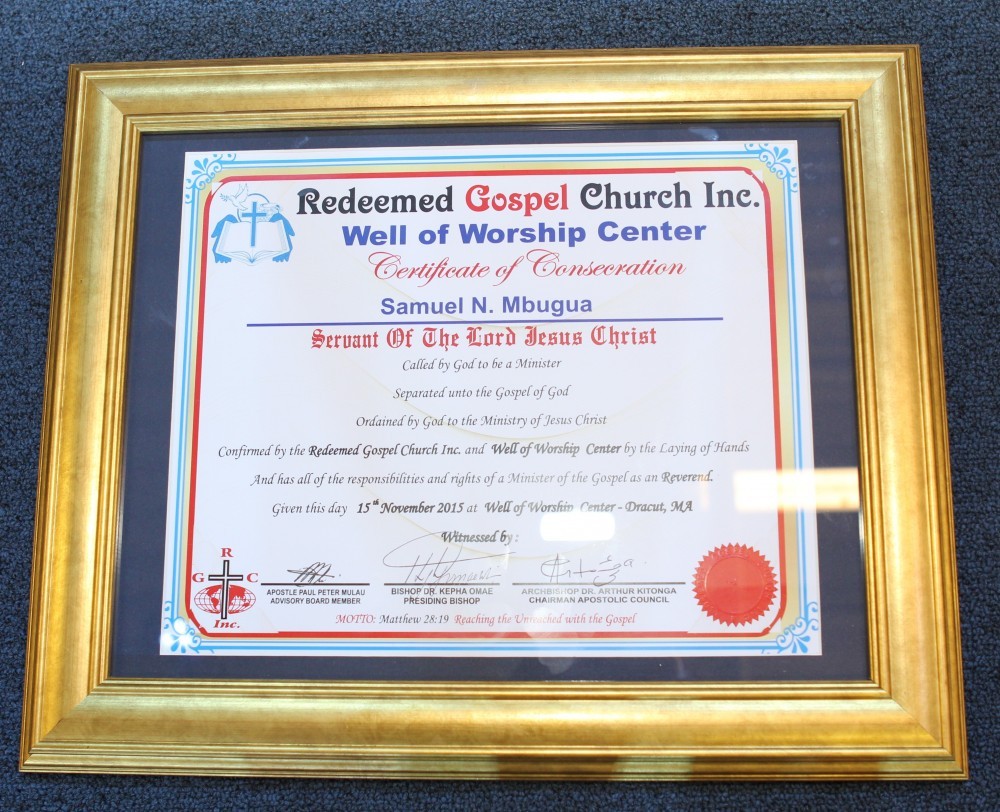 Redeemed Gospel Church Inc.
Well of Worship Center
Certificate of Consecration
Samuel N. Mbugua
Servant Of The Lord Jesus Christ
Called by God to be a Minister
Separated unto the Gospel of God
Ordained by God to the Ministry of Jesus Christ
Confirmed by the Redeemed Gospel Church Inc. and Well of Worship Center by the Laying of Hands
And has all of the responsibilities and rights of a Minister of the Gospel as an Reverend.
Given this day 15th November 2015 at Well of Worship Center - Dracut, MA
Witnessed by:
R
G C
Inc.
APOSTLE PAUL PETER MULAU
ADVISORY BOARD MEMBER
BISHOP DR. KEPHA OMAE
PRESIDING BISHOP
ARCHBISHOP DR. ARTHUR KITONGA
CHAIRMAN APOSTOLIC COUNCIL
MOTTO: Matthew 28:19 Reaching the Unreached with the Gospel